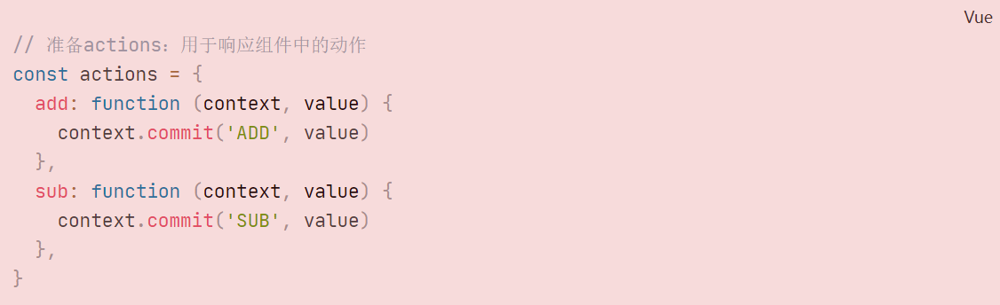 Vue
// 准备actions：用于响应组件中的动作
const actions = {
  add: function (context, value) {
    context.commit('ADD', value)
  },
  sub: function (context, value) {
    context.commit('SUB', value)
  },
}